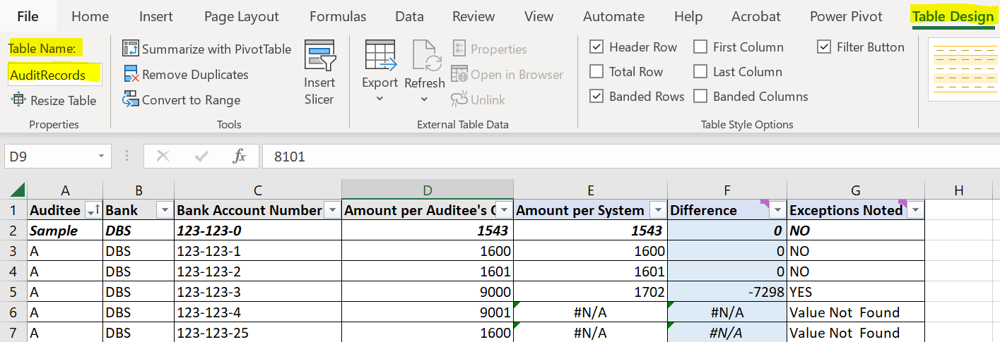 File Home Insert Page Layout Formulas Data Review View Automate Help Acrobat Power Pivot Table Design
Table Name:
AuditRecords
Resize Table
Properties
Summarize with PivotTable
Remove Duplicates
Convert to Range
Insert
Slicer
Tools
Export
Refresh
Properties
Open in Browser
Unlink
External Table Data
Header Row First Column Filter Button
Total Row Last Column
Banded Rows Banded Columns
Table Style Options
D9 fx 8101
A B C D E F G H
1 Auditee Bank Bank Account Number Amount per Auditee's Amount per System Difference Exceptions Noted
2 Sample DBS 123-123-0 1543 1543 0 NO
3 A DBS 123-123-1 1600 1600 0 NO
4 A DBS 123-123-2 1601 1601 0 NO
5 A DBS 123-123-3 9000 1702 -7298 YES
6 A DBS 123-123-4 9001 #N/A #N/A Value Not Found
7 A DBS 123-123-25 1600 #N/A #N/A Value Not Found